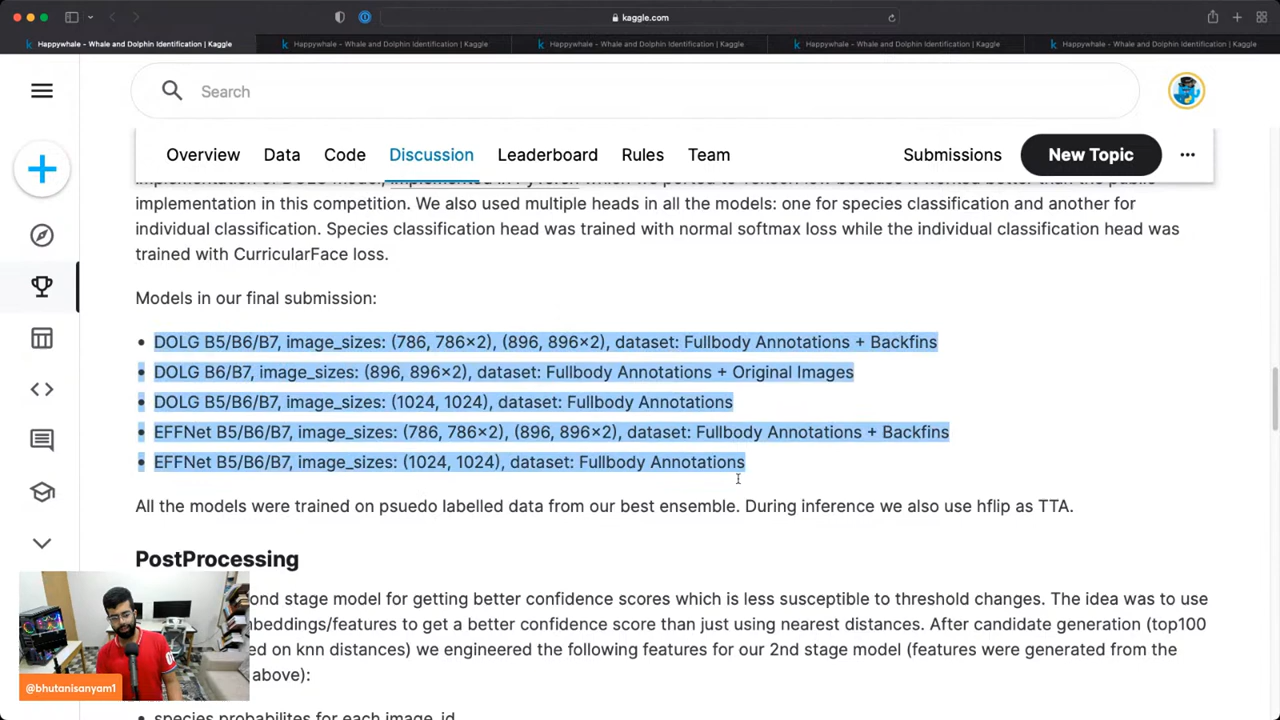 kaggle.com
Happywhale - Whale and Dolphin Identification | Kaggle
Happywhale - Whale and Dolphin Identification | Kaggle
Happywhale - Whale and Dolphin Identification | Kaggle
Happywhale - Whale and Dolphin Identification | Kaggle
Happywhale - Whale and Dolphin Identification | Kaggle
Search
Overview Data Code Discussion Leaderboard Rules Team Submissions New Topic
implementation in this competition. We also used multiple heads in all the models: one for species classification and another for
individual classification. Species classification head was trained with normal softmax loss while the individual classification head was
trained with CurricularFace loss.
Models in our final submission:
• DOLG B5/B6/B7, image_sizes: (786, 786×2), (896, 896×2), dataset: Fullbody Annotations + Backfins
• DOLG B6/B7, image_sizes: (896, 896×2), dataset: Fullbody Annotations + Original Images
• DOLG B5/B6/B7, image_sizes: (1024, 1024), dataset: Fullbody Annotations
• EFFNet B5/B6/B7, image_sizes: (786, 786×2), (896, 896×2), dataset: Fullbody Annotations + Backfins
• EFFNet B5/B6/B7, image_sizes: (1024, 1024), dataset: Fullbody Annotations
All the models were trained on psuedo labelled data from our best ensemble. During inference we also use hflip as TTA.
PostProcessing
ond stage model for getting better confidence scores which is less susceptible to threshold changes. The idea was to use
beddings/features to get a better confidence score than just using nearest distances. After candidate generation (top100
ed on knn distances) we engineered the following features for our 2nd stage model (features were generated from the
above):
• species probabilites for each image_id
@bhutanisanyam1